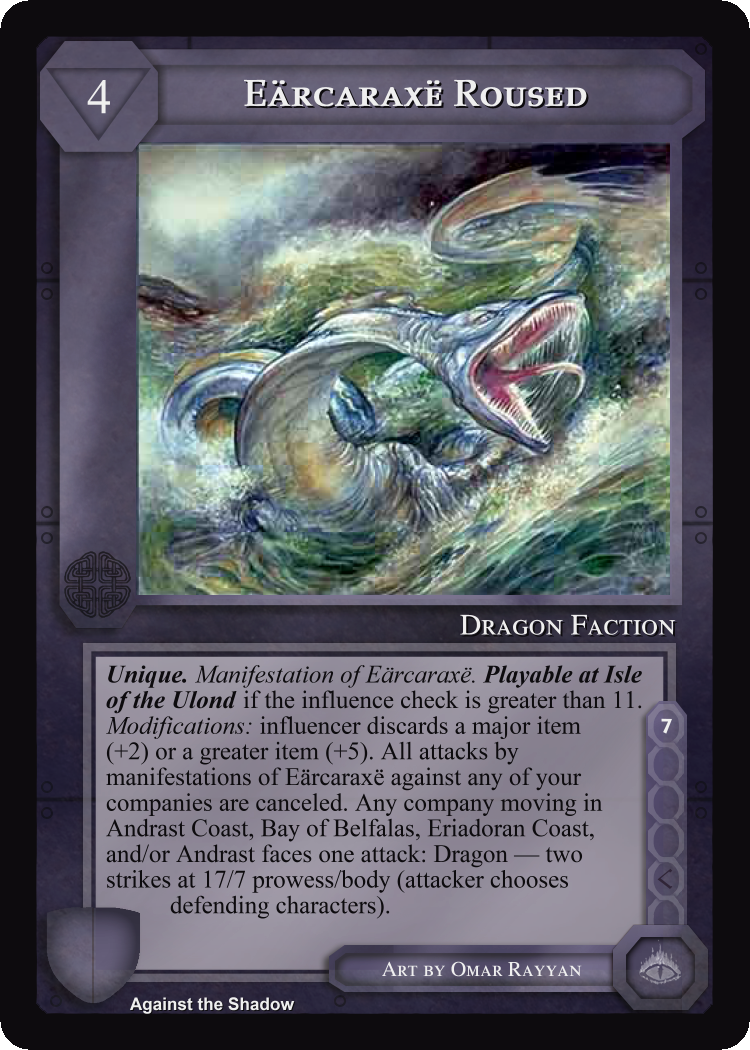 4
Eärcaraxë Roused
Dragon Faction
Unique. Manifestation of Eärcaraxë. Playable at Isle
of the Ulond if the influence check is greater than 11.
Modifications: influencer discards a major item
(+2) or a greater item (+5). All attacks by
manifestations of Eärcaraxë against any of your
companies are canceled. Any company moving in
Andrast Coast, Bay of Belfalas, Eriadoran Coast,
and/or Andrast faces one attack: Dragon — two
strikes at 17/7 prowess/body (attacker chooses
defending characters).
7
Art by Omar Rayyan
Against the Shadow